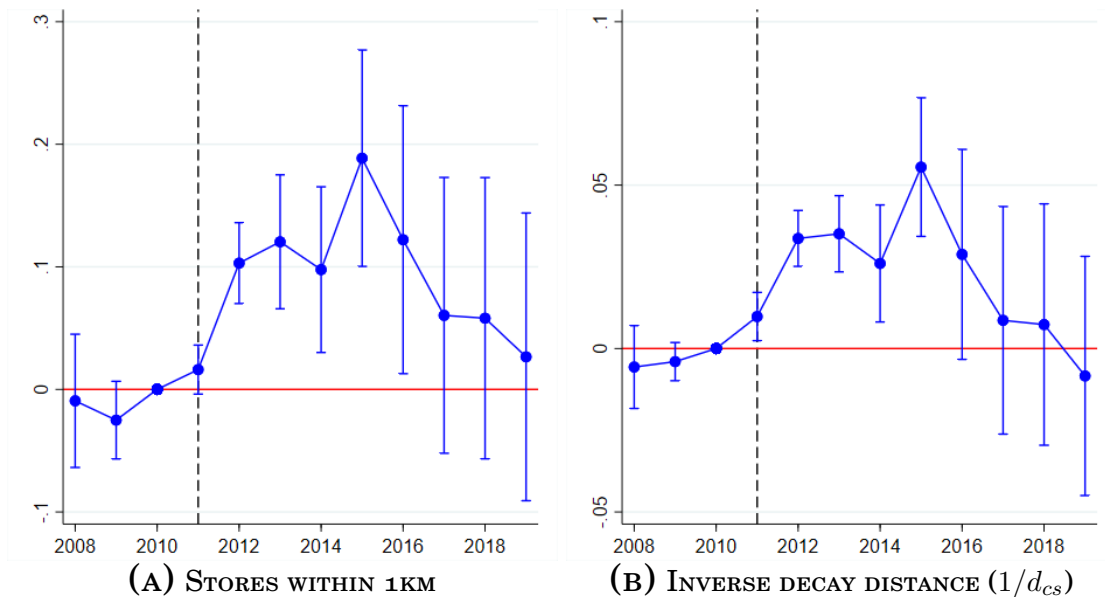 .3
.2
.1
0
-.1
2008 2010 2012 2014 2016 2018
(A) STORES WITHIN 1KM
.1
.05
0
-.05
2008 2010 2012 2014 2016 2018
(B) INVERSE DECAY DISTANCE (1/d_cs)